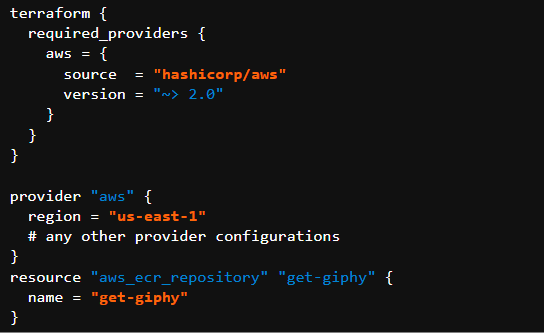 terraform {
  required_providers {
    aws = {
      source  = "hashicorp/aws"
      version = "~> 2.0"
    }
  }
}

provider "aws" {
  region = "us-east-1"
  # any other provider configurations
}
resource "aws_ecr_repository" "get-giphy" {
  name = "get-giphy"
}